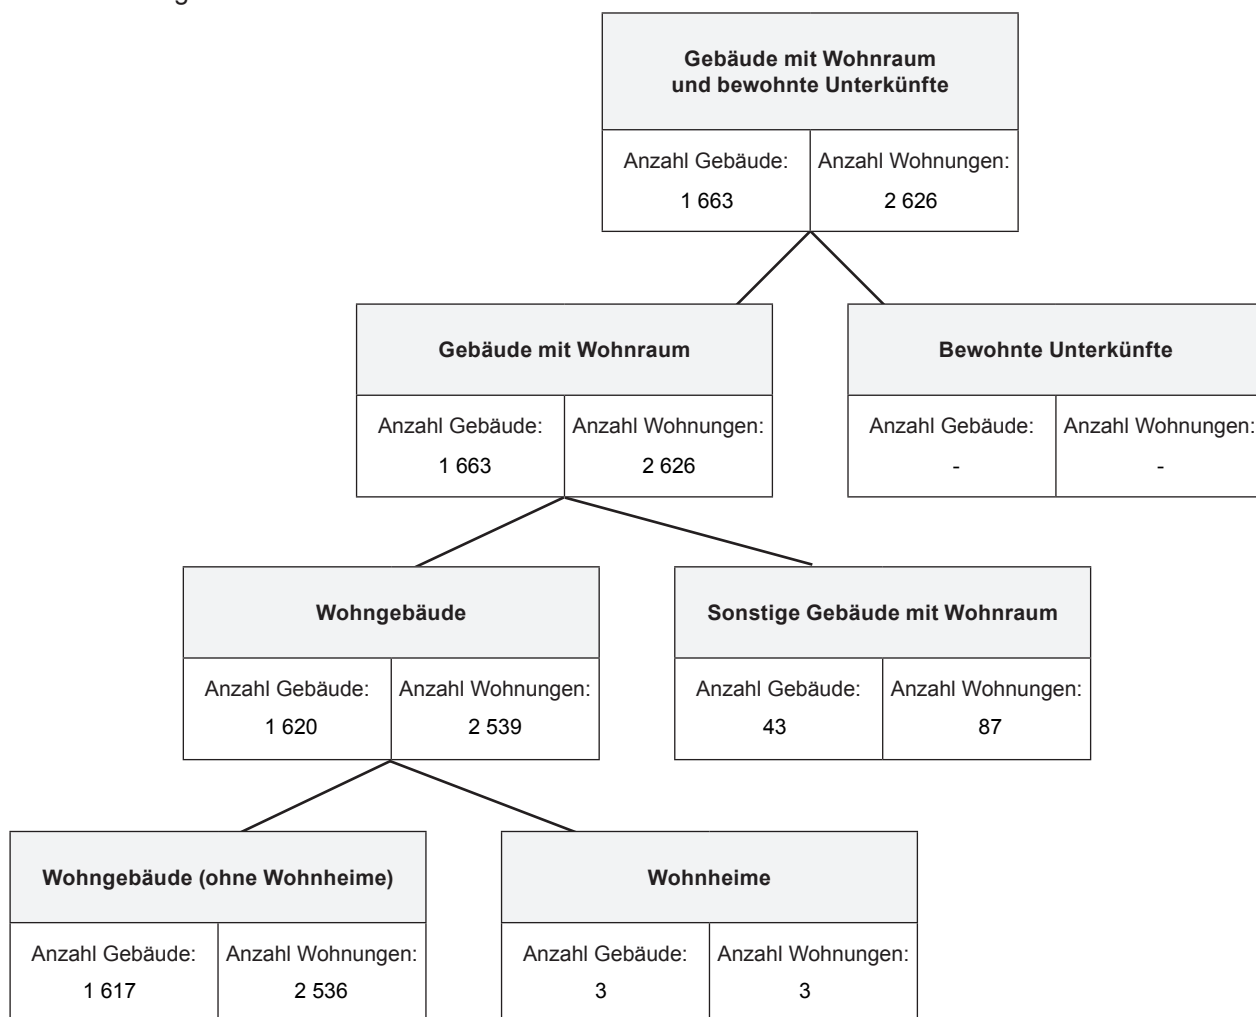 Gebäude mit Wohnraum
und bewohnte Unterkünfte
Anzahl Gebäude: Anzahl Wohnungen:
1 663 2 626
Gebäude mit Wohnraum
Anzahl Gebäude: Anzahl Wohnungen:
1 663 2 626
Bewohnte Unterkünfte
Anzahl Gebäude: Anzahl Wohnungen:
- -
Wohngebäude
Anzahl Gebäude: Anzahl Wohnungen:
1 620 2 539
Sonstige Gebäude mit Wohnraum
Anzahl Gebäude: Anzahl Wohnungen:
43 87
Wohngebäude (ohne Wohnheime)
Anzahl Gebäude: Anzahl Wohnungen:
1 617 2 536
Wohnheime
Anzahl Gebäude: Anzahl Wohnungen:
3 3